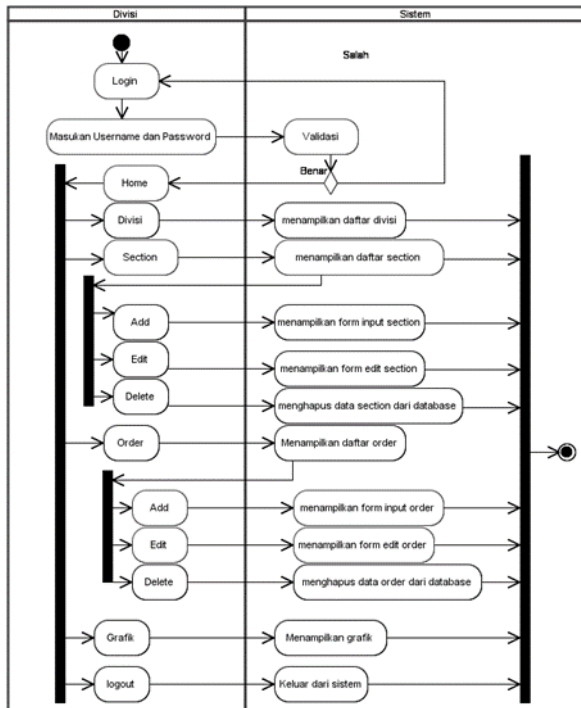 Divisi
Sistem
Salah
Login
Masukan Username dan Password
Validasi
Benar
Home
Divisi
menampilkan daftar divisi
Section
menampilkan daftar section
Add
menampilkan form input section
Edit
menampilkan form edit section
Delete
menghapus data section dari database
Order
Menampilkan daftar order
Add
menampilkan form input order
Edit
menampilkan form edit order
Delete
menghapus data order dari database
Grafik
Menampilkan grafik
logout
Keluar dari sistem